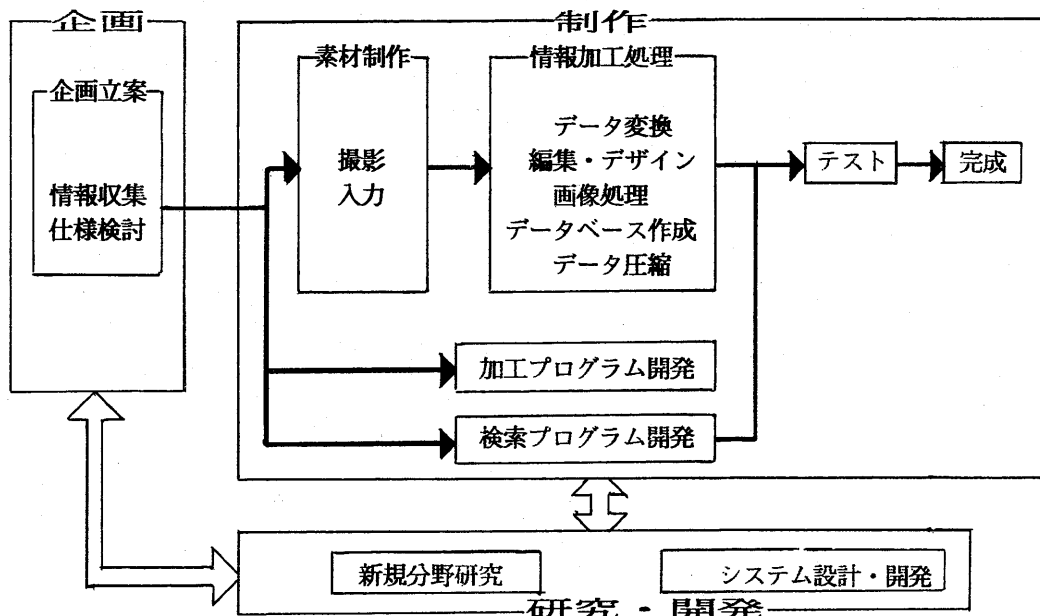 企画
企画立案
情報収集
仕様検討
制作
素材制作
撮影
入力
情報加工処理
データ変換
編集・デザイン
画像処理
データベース作成
データ圧縮
テスト
完成
加工プログラム開発
検索プログラム開発
新規分野研究
システム設計・開発
研究・開発